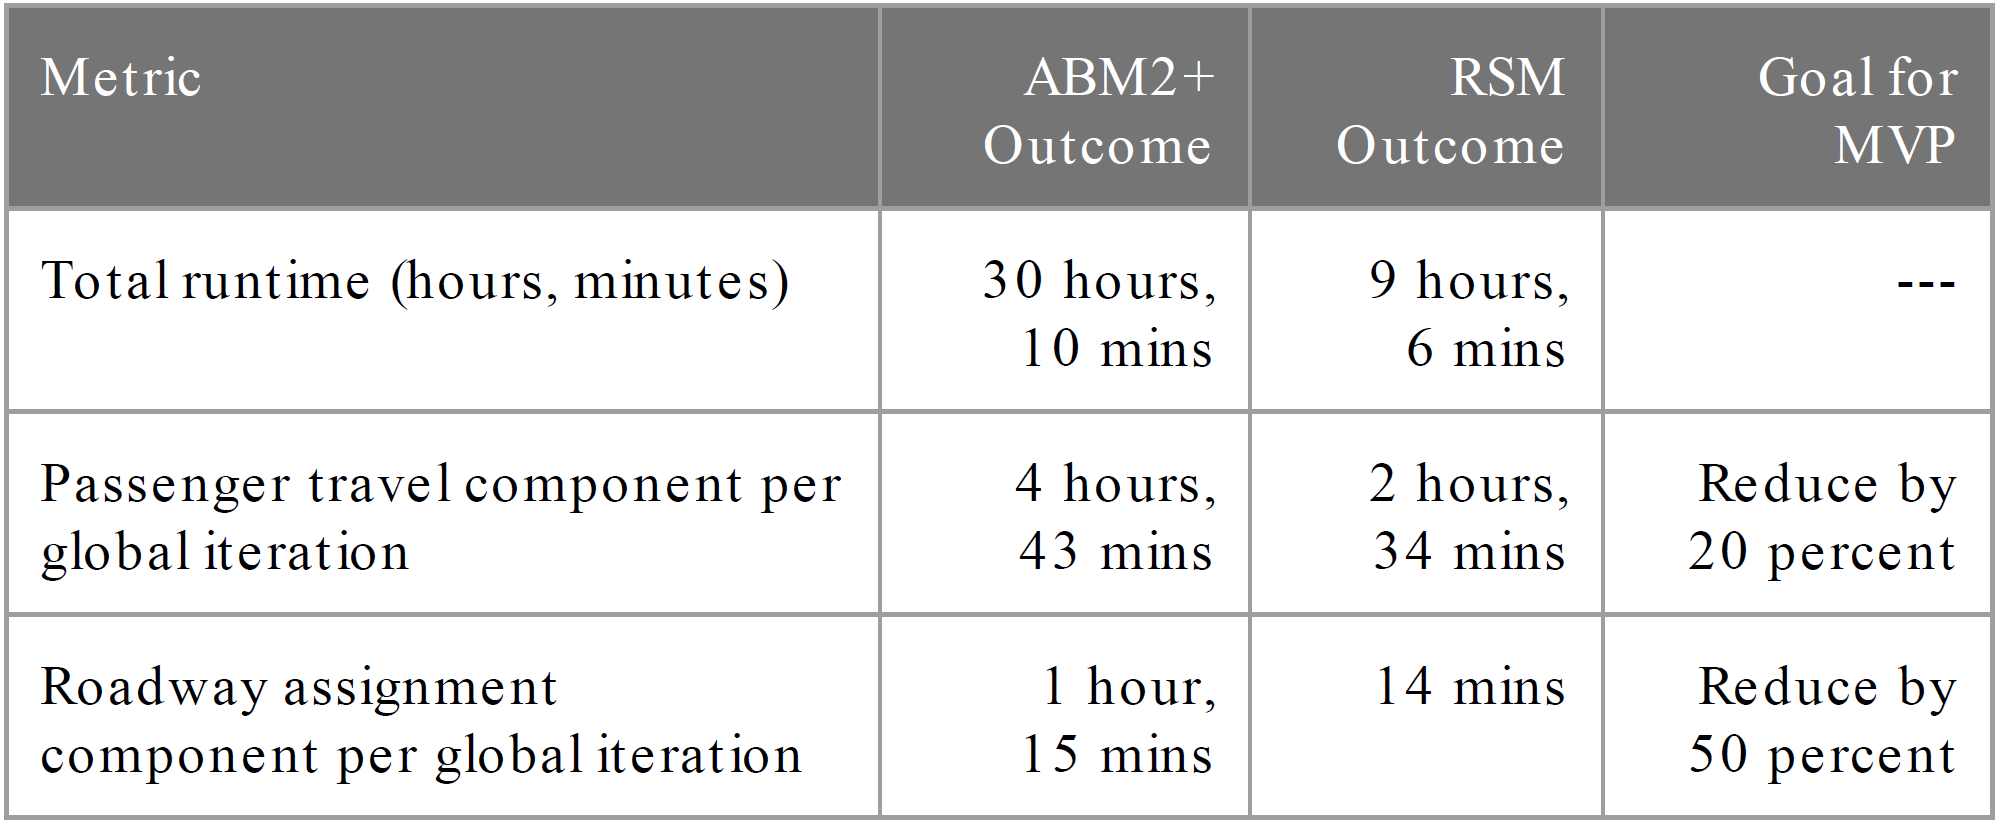 Metric
ABM2+
Outcome
RSM
Outcome
Goal for
MVP
Total runtime (hours, minutes)
30 hours,
10 mins
9 hours,
6 mins
---
Passenger travel component per
global iteration
4 hours,
43 mins
2 hours,
34 mins
Reduce by
20 percent
Roadway assignment
component per global iteration
1 hour,
15 mins
14 mins
Reduce by
50 percent